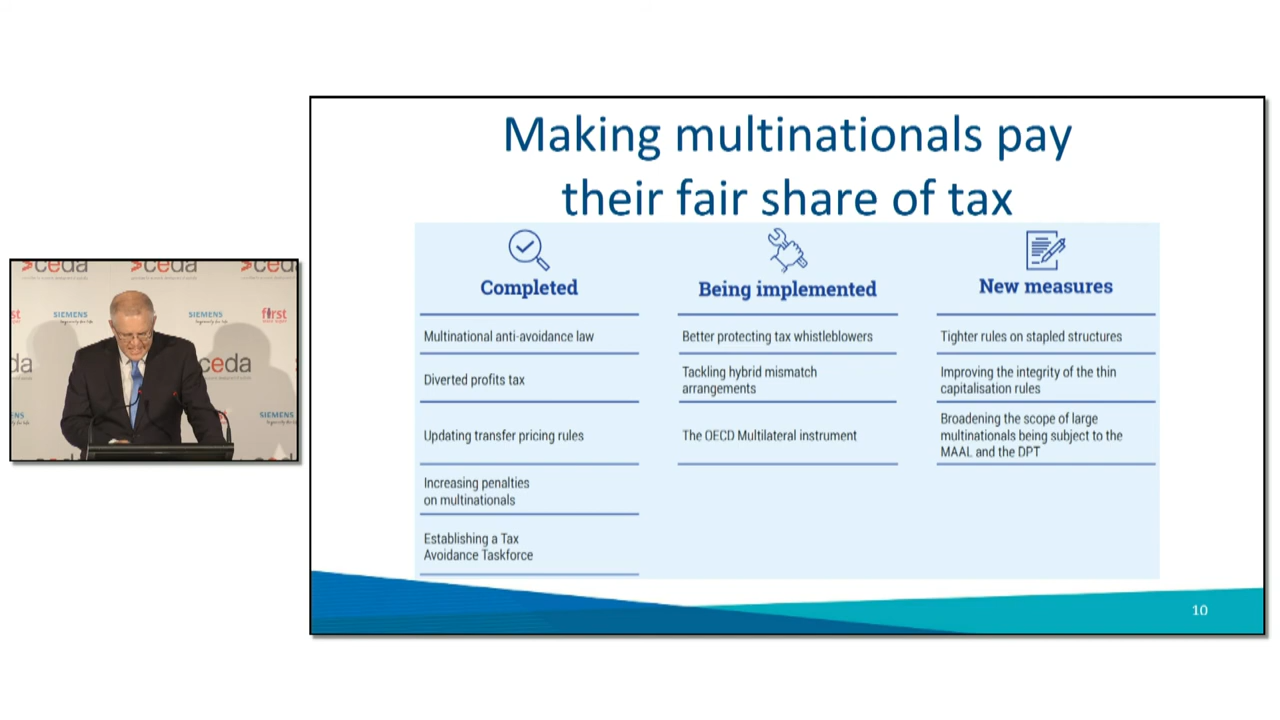 Making multinationals pay
their fair share of tax
Completed
Multinational anti-avoidance law
Diverted profits tax
Updating transfer pricing rules
Increasing penalties
on multinationals
Establishing a Tax
Avoidance Taskforce
Being implemented
Better protecting tax whistleblowers
Tackling hybrid mismatch
arrangements
The OECD Multilateral instrument
New measures
Tighter rules on stapled structures
Improving the integrity of the thin
capitalisation rules
Broadening the scope of large
multinationals being subject to the
MAAL and the DPT
10
ceda
ceda
ced
st
SIEMENS
SIEMENS
first
da
ceda
ENS
SIEMENS